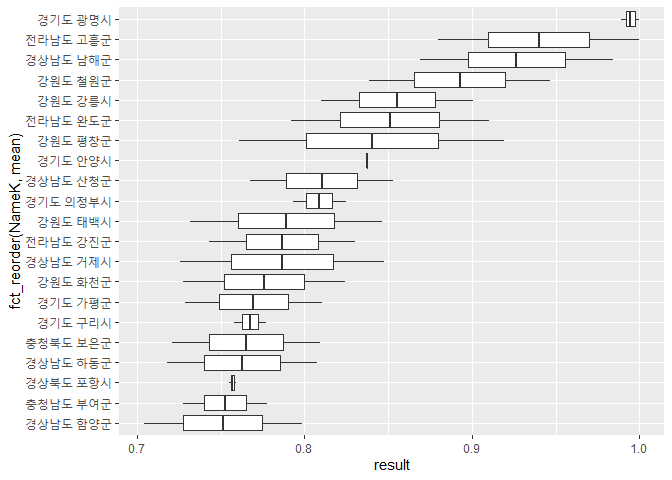 fct_reorder(NameK, mean)
경기도 광명시
전라남도 고흥군
경상남도 남해군
강원도 철원군
강원도 강릉시
전라남도 완도군
강원도 평창군
경기도 안양시
경상남도 산청군
경기도 의정부시
강원도 태백시
전라남도 강진군
경상남도 거제시
강원도 화천군
경기도 가평군
경기도 구리시
충청북도 보은군
경상남도 하동군
경상북도 포항시
충청남도 부여군
경상남도 함양군
0.7 0.8 0.9 1.0
result